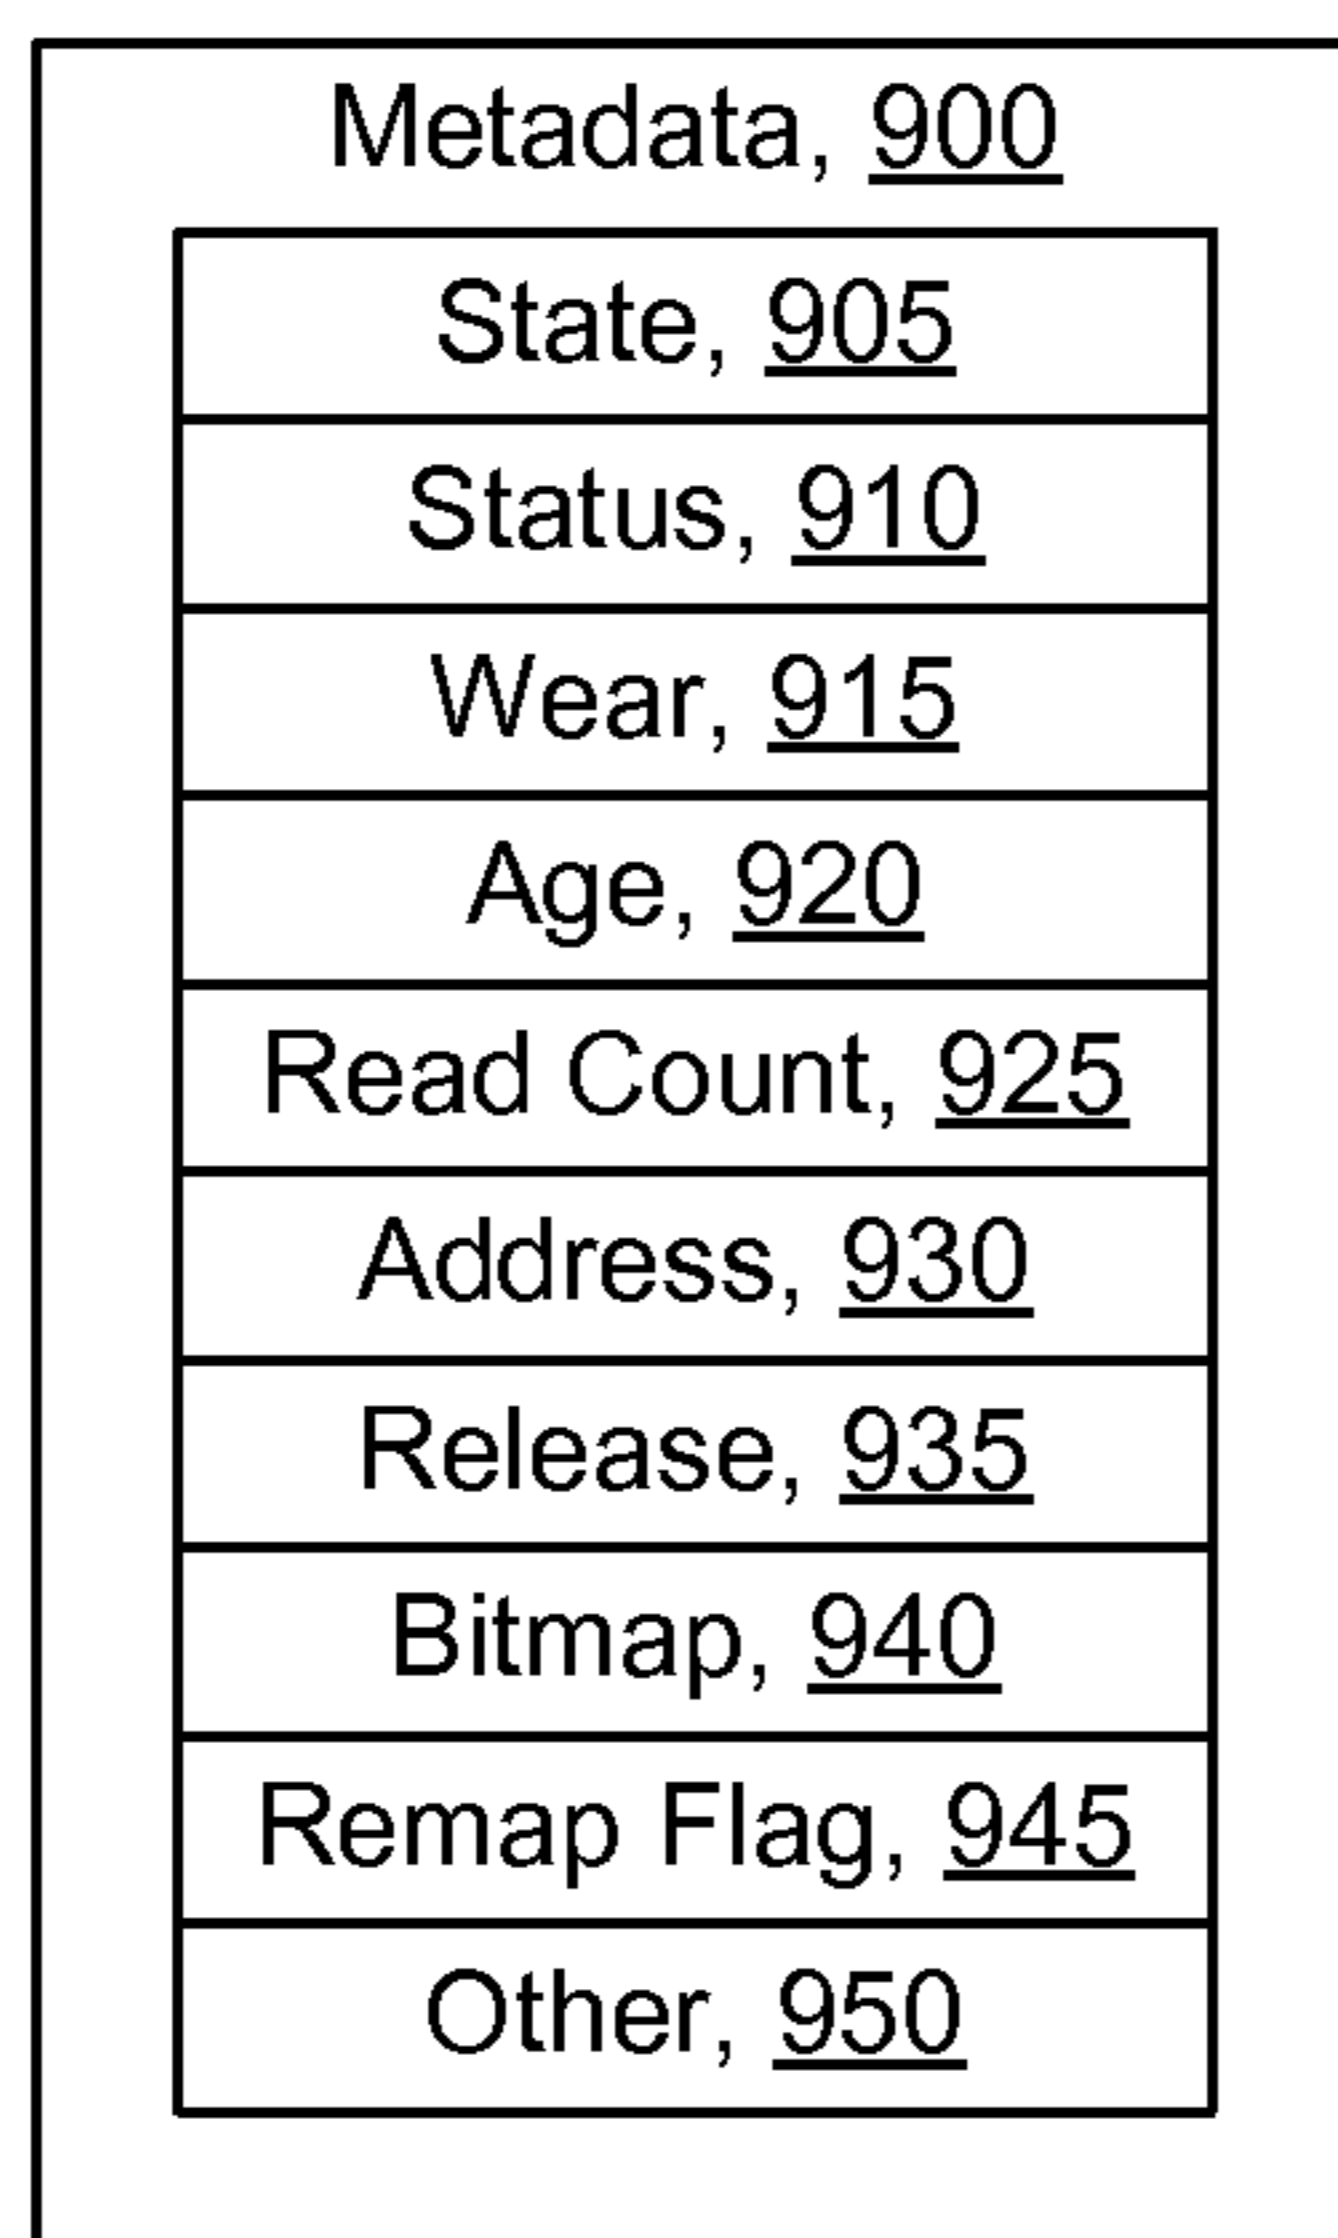 Metadata, 900
State, 905
Status, 910
Wear, 915
Age, 920
Read Count, 925
Address, 930
Release, 935
Bitmap, 940
Remap Flag, 945
Other, 950